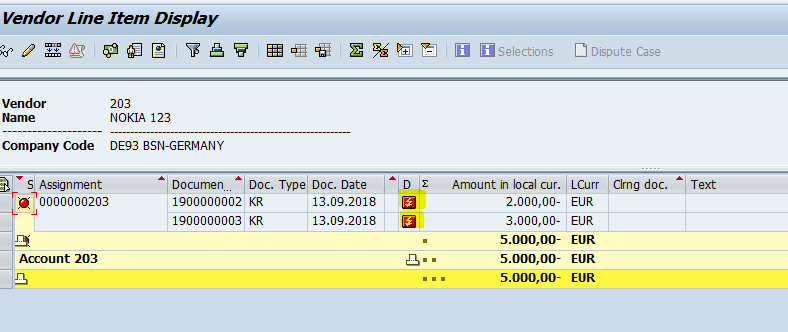 Vendor Line Item Display
Selections Dispute Case
Vendor 203
Name NOKIA 123
Company Code DE93 BSN-GERMANY
S Assignment Documen... Doc. Type Doc. Date D Σ Amount in local cur. LCurr Clrng doc. Text
0000000203 1900000002 KR 13.09.2018 2.000,00- EUR
1900000003 KR 13.09.2018 3.000,00- EUR
5.000,00- EUR
Account 203 5.000,00- EUR
5.000,00- EUR